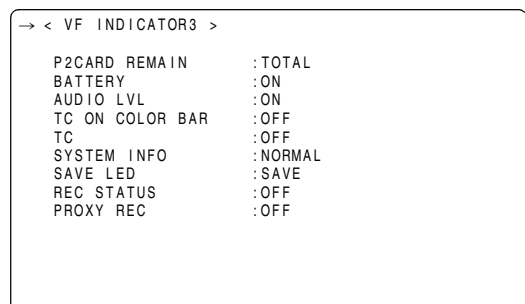 → < VF INDICATOR3 >
P2CARD REMAIN :TOTAL
BATTERY :ON
AUDIO LVL :ON
TC ON COLOR BAR :OFF
TC :OFF
SYSTEM INFO :NORMAL
SAVE LED :SAVE
REC STATUS :OFF
PROXY REC :OFF